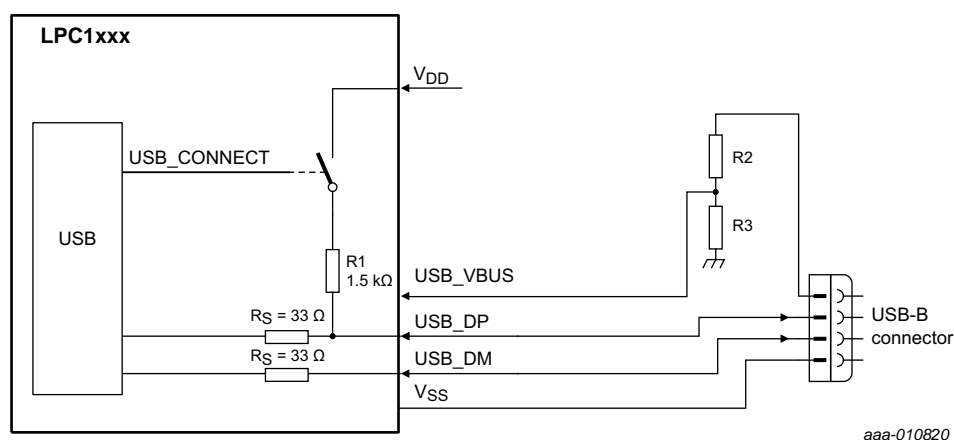 LPC1xxx
VDD
USB_CONNECT
R2
USB
R3
R1
1.5 kΩ
USB_VBUS
RS = 33 Ω
USB_DP
USB-B
connector
RS = 33 Ω
USB_DM
VSS
aaa-010820